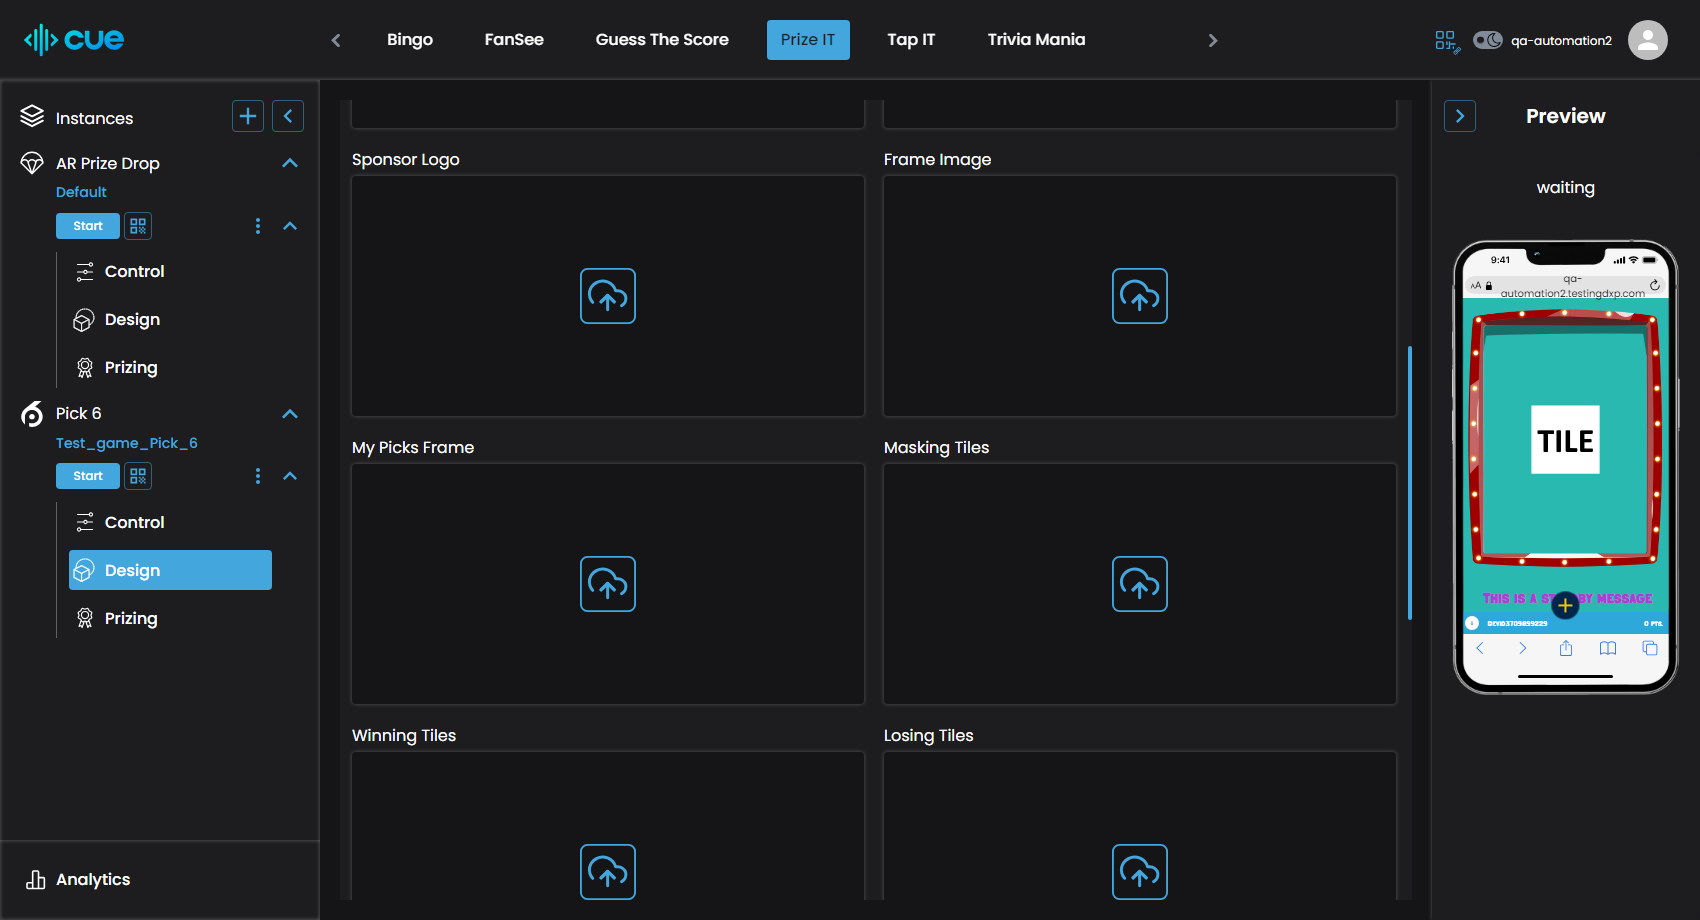 cue
Bingo
FanSee
Guess The Score
Prize IT
Tap IT
Trivia Mania
qa-automation2
Instances
AR Prize Drop
Default
Start
Control
Design
Prizing
Pick 6
Test_game_Pick_6
Start
Control
Design
Prizing
Analytics
Sponsor Logo
Frame Image
My Picks Frame
Masking Tiles
Winning Tiles
Losing Tiles
Preview
waiting
9:41
AA
qa-
automation2.testingdxp.com
TILE
THIS IS A BY MESSAGE
DEVID3709899229
0 PTS.